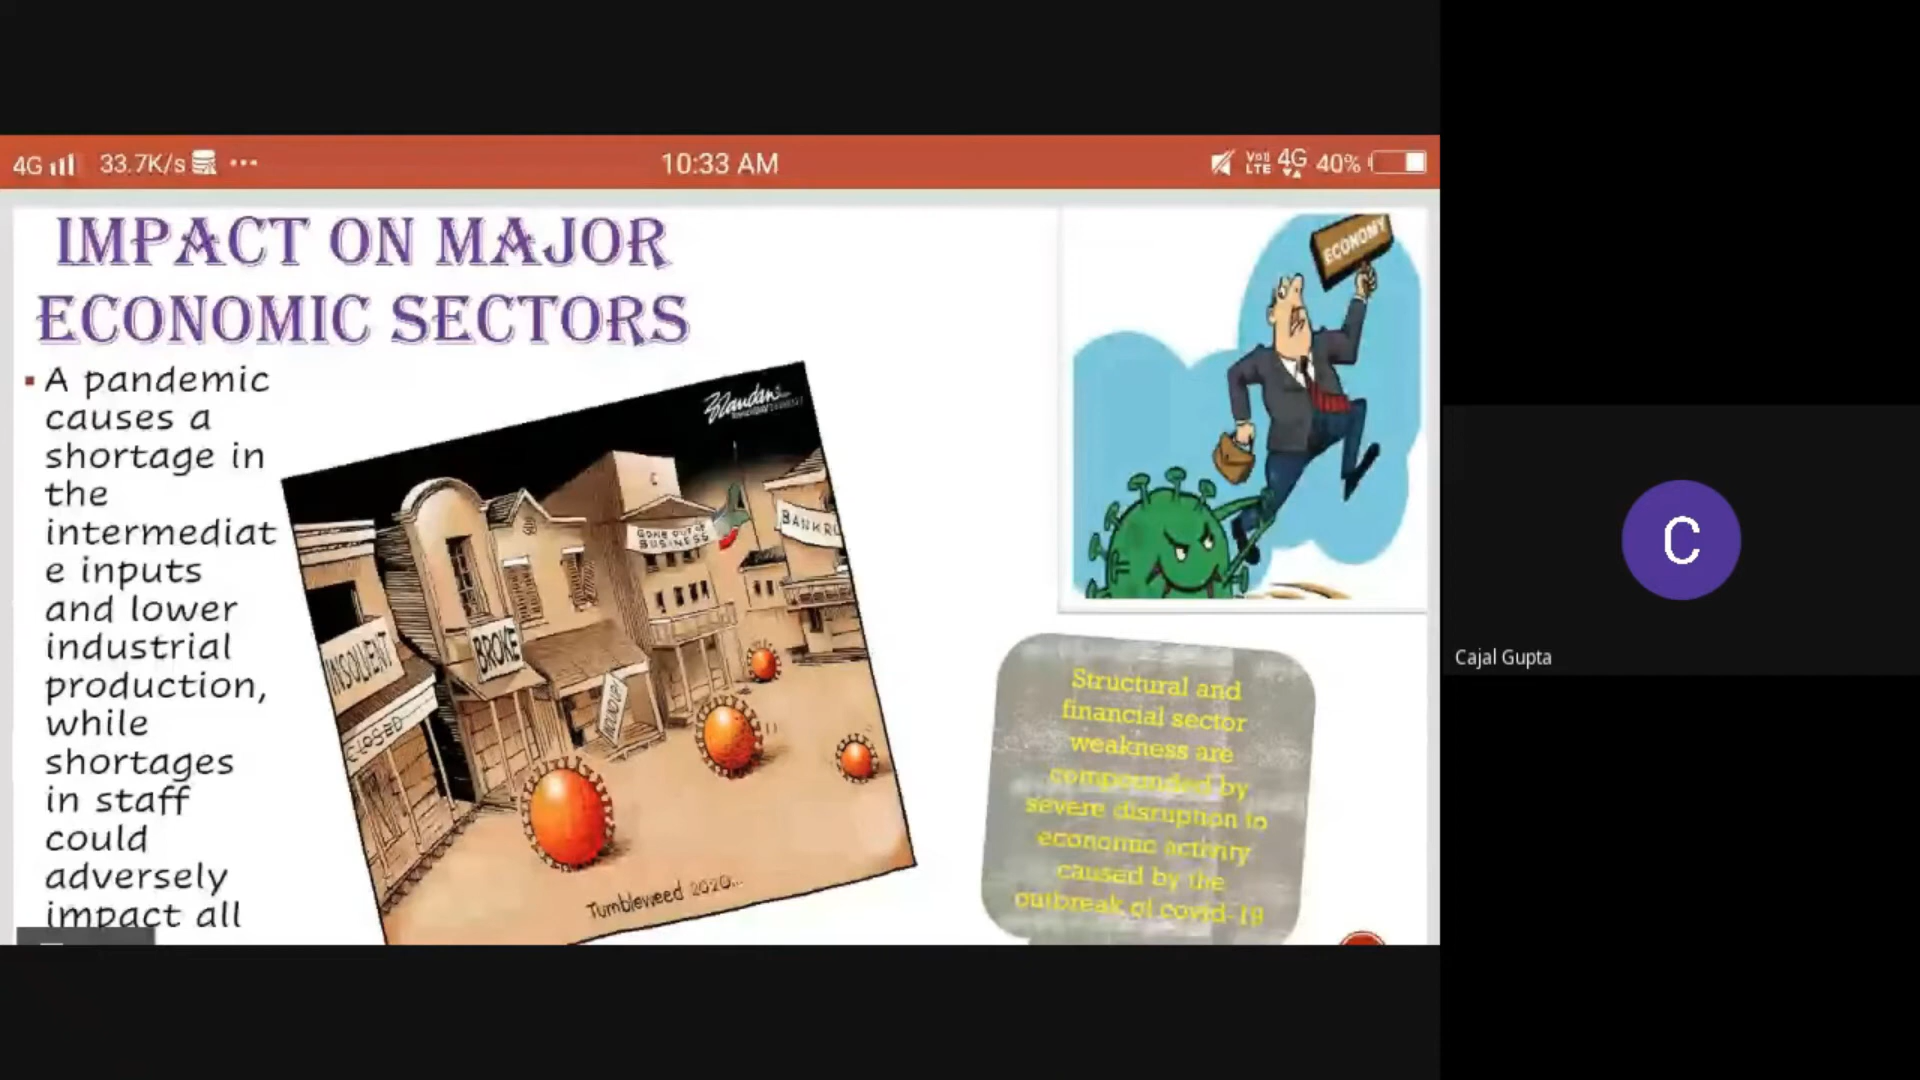 4G 33.7K/s ... 10:33 AM VoLTE 4G 40%
IMPACT ON MAJOR
ECONOMIC SECTORS
▪ A pandemic
causes a
shortage in
the
intermediat
e inputs
and lower
industrial
production,
while
shortages
in staff
could
adversely
impact all
INSOLVENT
CLOSED
BROKE
GONE OUT OF
BUSINESS
BANKRU
Tumbleweed 2020...
ECONOMY
Structural and
financial sector
weakness are
compounded by
severe disruption to
economic activity
caused by the
outbreak of covid-19
C
Cajal Gupta